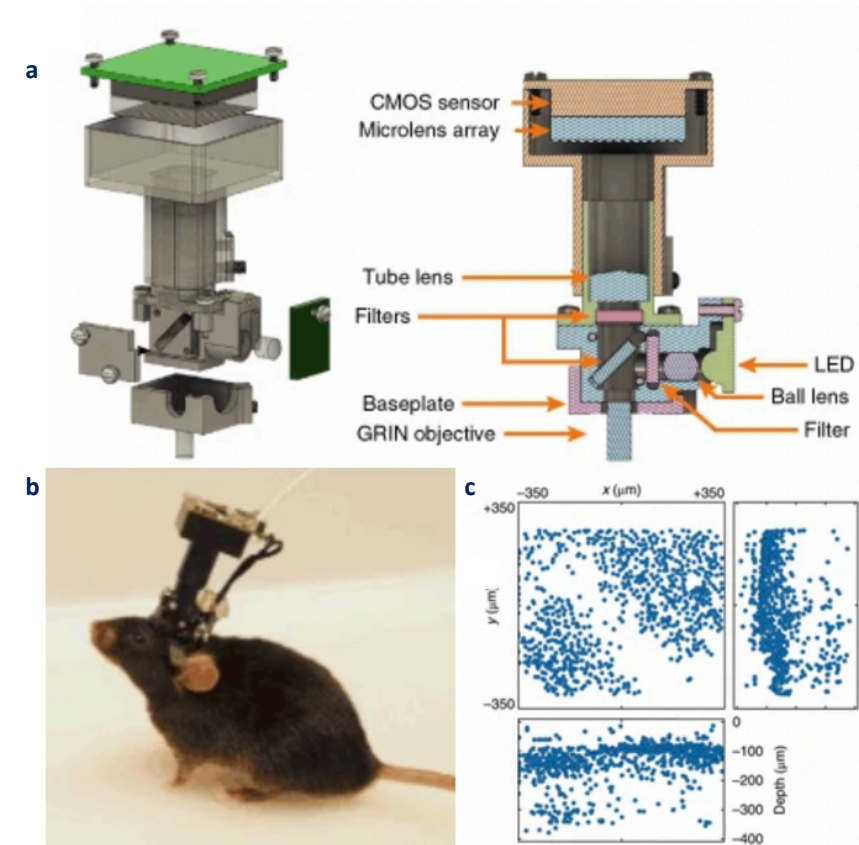 a
CMOS sensor
Microlens array
Tube lens
Filters
Baseplate
GRIN objective
LED
Ball lens
Filter
b
c
−350
x (μm)
+350
+350
y (μm)
−350
0
−100
−200
−300
−400
Depth (μm)